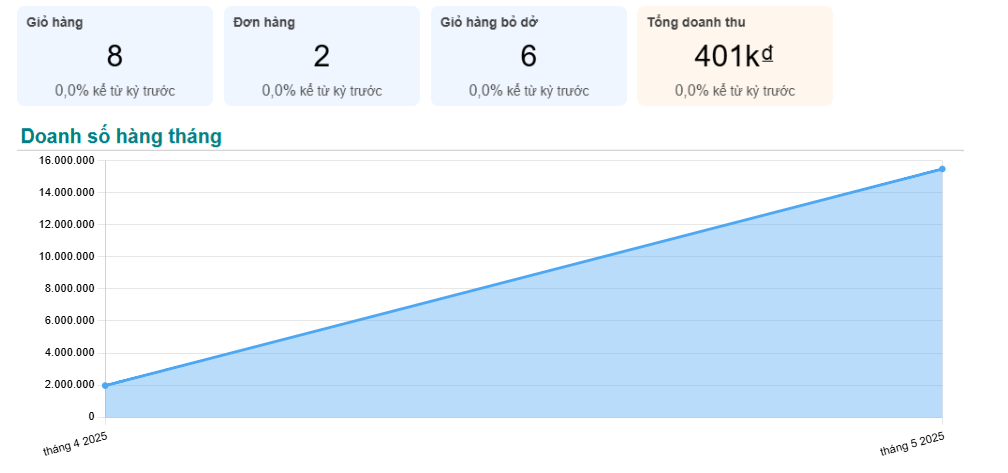 Giỏ hàng
8
0,0% kể từ kỳ trước
Đơn hàng
2
0,0% kể từ kỳ trước
Giỏ hàng bỏ dở
6
0,0% kể từ kỳ trước
Tổng doanh thu
401k₫
0,0% kể từ kỳ trước
Doanh số hàng tháng
16.000.000
14.000.000
12.000.000
10.000.000
8.000.000
6.000.000
4.000.000
2.000.000
0
tháng 4 2025
tháng 5 2025